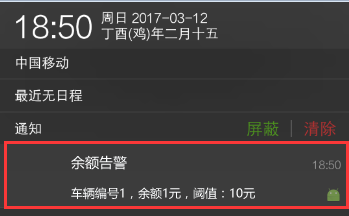 18:50
周日 2017-03-12
丁酉(鸡)年二月十五
中国移动
最近无日程
通知 屏蔽 | 清除
余额告警 18:50
车辆编号1，余额1元，阈值：10元